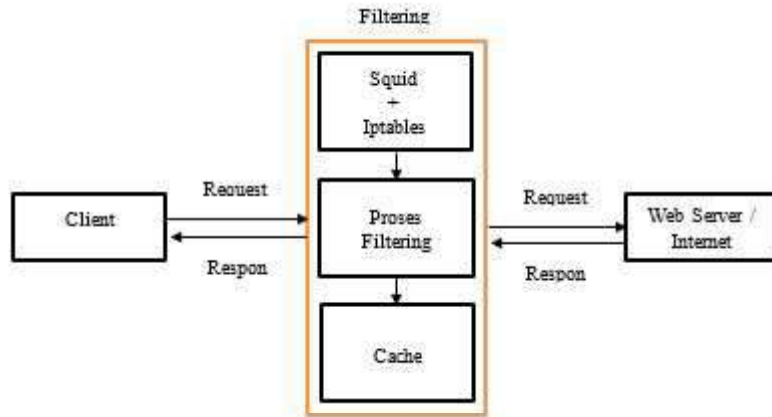 Filtering
Squid
+
Iptables
Request
Client
Respon
Proses
Filtering
Request
Web Server /
Internet
Respon
Cache